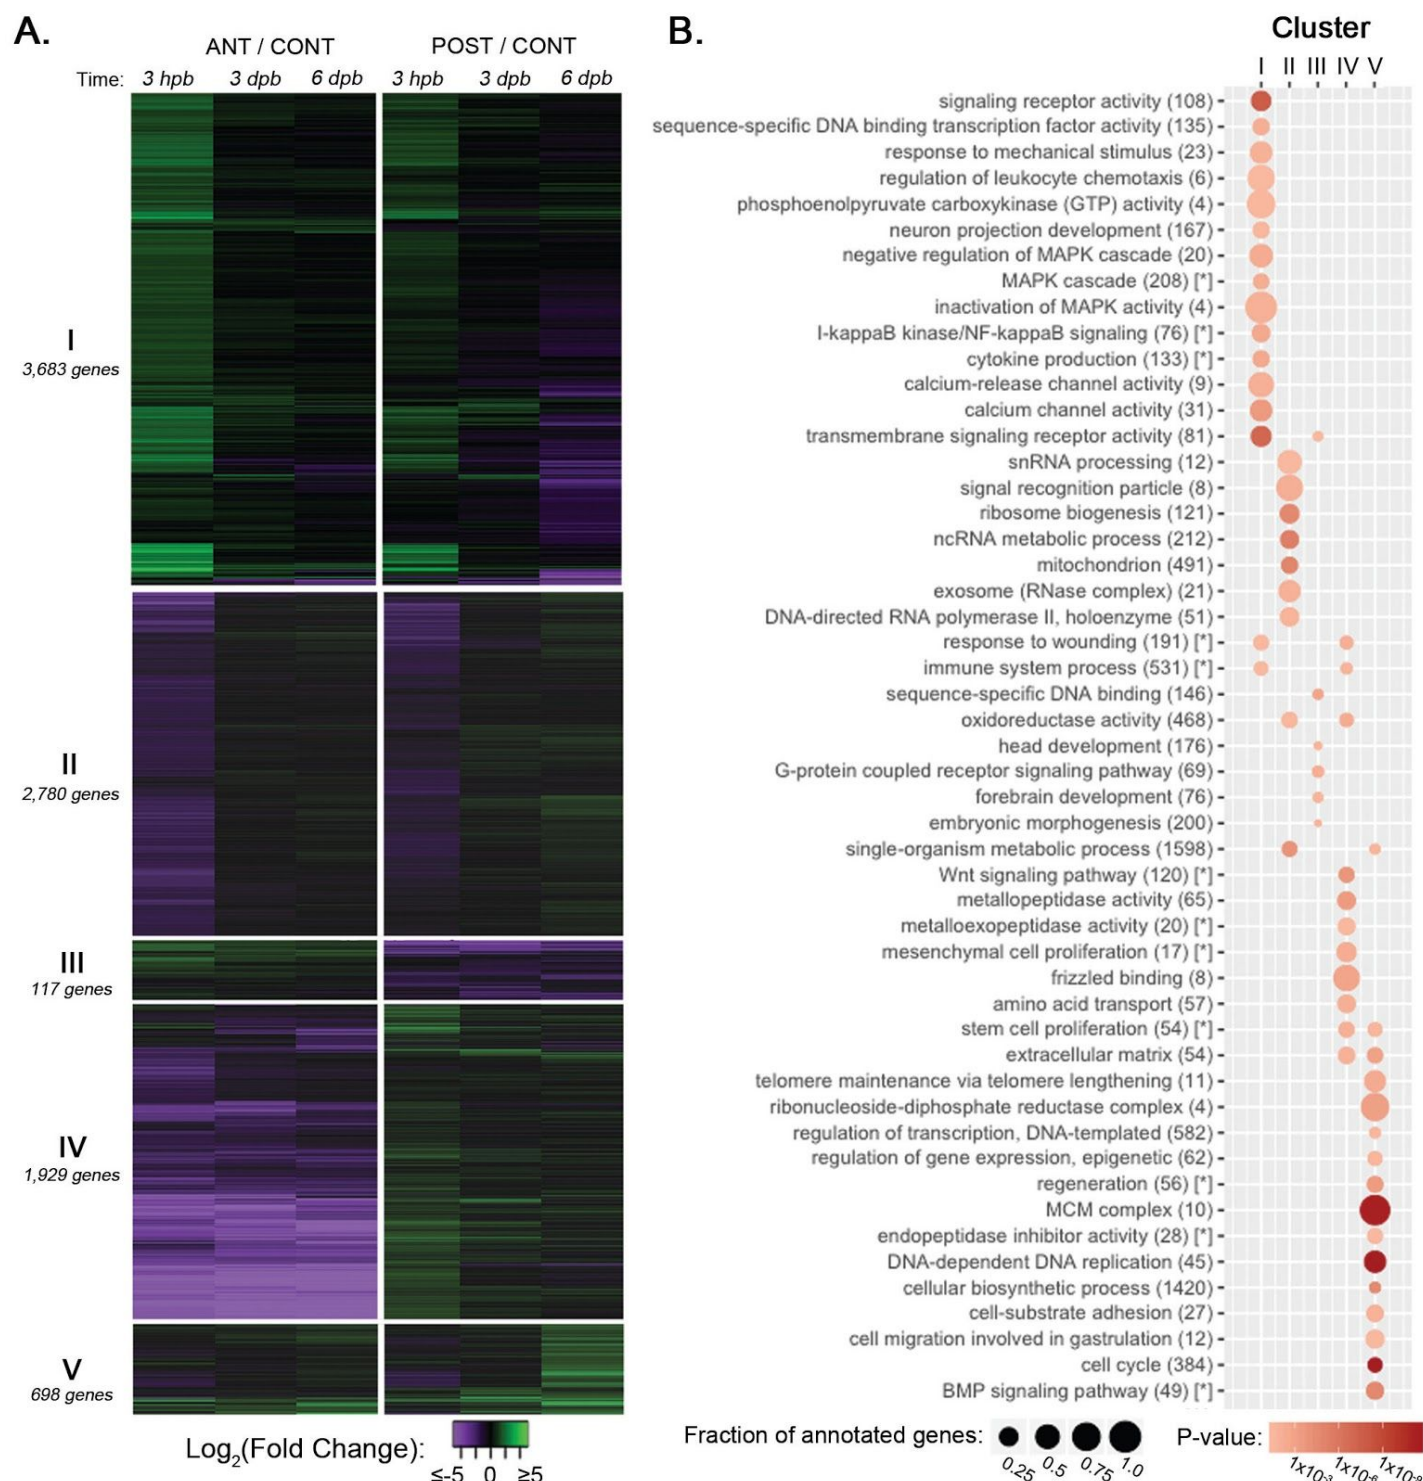 A.
ANT / CONT
POST / CONT
Time: 3 hpb 3 dpb 6 dpb 3 hpb 3 dpb 6 dpb
I
3,683 genes
II
2,780 genes
III
117 genes
IV
1,929 genes
V
698 genes
Log2(Fold Change):
≤-5 0 ≥5
B.
Cluster
I II III IV V
signaling receptor activity (108)
sequence-specific DNA binding transcription factor activity (135)
response to mechanical stimulus (23)
regulation of leukocyte chemotaxis (6)
phosphoenolpyruvate carboxykinase (GTP) activity (4)
neuron projection development (167)
negative regulation of MAPK cascade (20)
MAPK cascade (208) [*]
inactivation of MAPK activity (4)
I-kappaB kinase/NF-kappaB signaling (76) [*]
cytokine production (133) [*]
calcium-release channel activity (9)
calcium channel activity (31)
transmembrane signaling receptor activity (81)
snRNA processing (12)
signal recognition particle (8)
ribosome biogenesis (121)
ncRNA metabolic process (212)
mitochondrion (491)
exosome (RNase complex) (21)
DNA-directed RNA polymerase II, holoenzyme (51)
response to wounding (191) [*]
immune system process (531) [*]
sequence-specific DNA binding (146)
oxidoreductase activity (468)
head development (176)
G-protein coupled receptor signaling pathway (69)
forebrain development (76)
embryonic morphogenesis (200)
single-organism metabolic process (1598)
Wnt signaling pathway (120) [*]
metallopeptidase activity (65)
metalloexopeptidase activity (20) [*]
mesenchymal cell proliferation (17) [*]
frizzled binding (8)
amino acid transport (57)
stem cell proliferation (54) [*]
extracellular matrix (54)
telomere maintenance via telomere lengthening (11)
ribonucleoside-diphosphate reductase complex (4)
regulation of transcription, DNA-templated (582)
regulation of gene expression, epigenetic (62)
regeneration (56) [*]
MCM complex (10)
endopeptidase inhibitor activity (28) [*]
DNA-dependent DNA replication (45)
cellular biosynthetic process (1420)
cell-substrate adhesion (27)
cell migration involved in gastrulation (12)
cell cycle (384)
BMP signaling pathway (49) [*]
Fraction of annotated genes:
0.25 0.5 0.75 1.0
P-value: